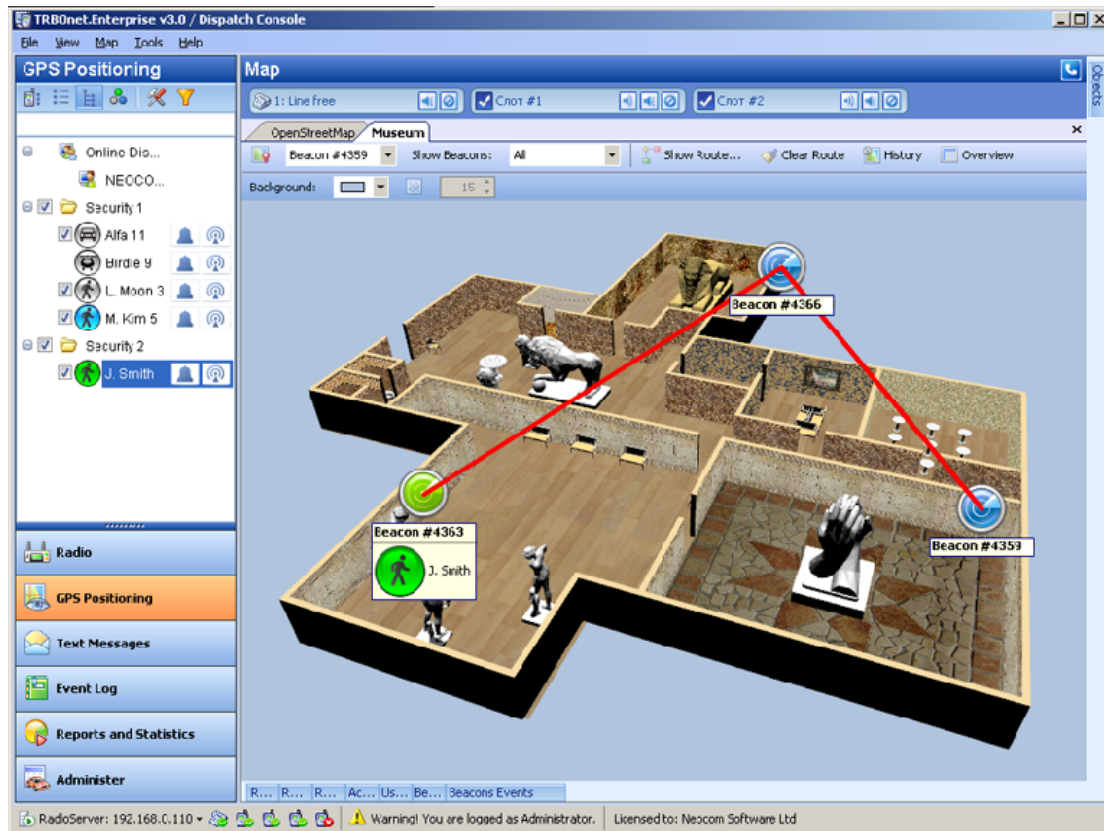 TRBOnet.Enterprise v3.0 / Dispatch Console
File View Map Tools Help
GPS Positioning
Map
1: Line free
Слот #1
Слот #2
Objects
OpenStreetMap
Museum
Beacon #4359
Show Beacons:
All
Show Route...
Clear Route
History
Overview
Background:
15
Online Dis...
NEOCO...
Security 1
Alfa 11
Birdie 9
L. Moon 3
M. Kim 5
Security 2
J. Smith
Beacon #4366
Beacon #4363
J. Smith
Beacon #4359
Radio
GPS Positioning
Text Messages
Event Log
Reports and Statistics
Administer
R... R... R... Ac... Us... Be... Beacons Events
RadioServer: 192.168.0.110
Warning! You are logged as Administrator.
Licensed to: Neocom Software Ltd